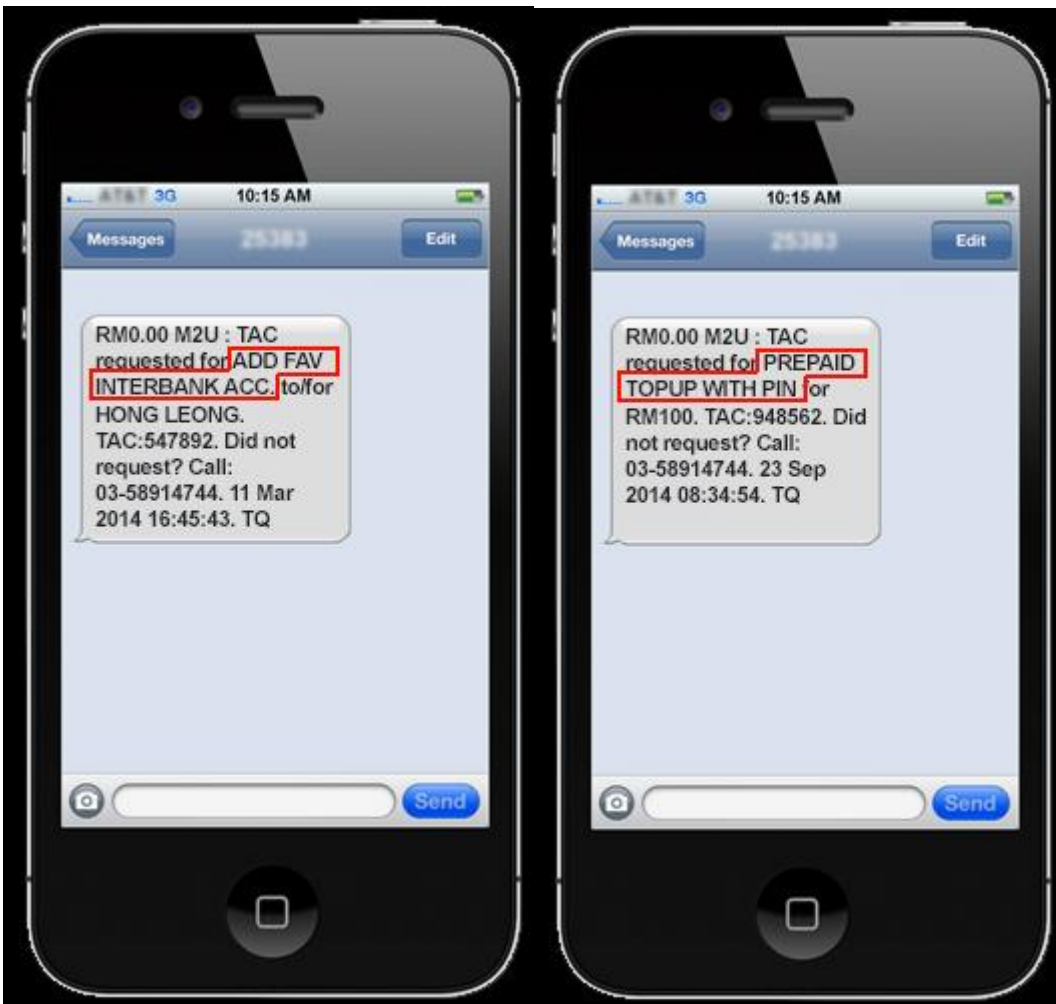 3G
10:15 AM
Messages
Edit
RM0.00 M2U : TAC
requested for ADD FAV
INTERBANK ACC. to/for
HONG LEONG.
TAC:547892. Did not
request? Call:
03-58914744. 11 Mar
2014 16:45:43. TQ
Send
3G
10:15 AM
Messages
Edit
RM0.00 M2U : TAC
requested for PREPAID
TOPUP WITH PIN for
RM100. TAC:948562. Did
not request? Call:
03-58914744. 23 Sep
2014 08:34:54. TQ
Send